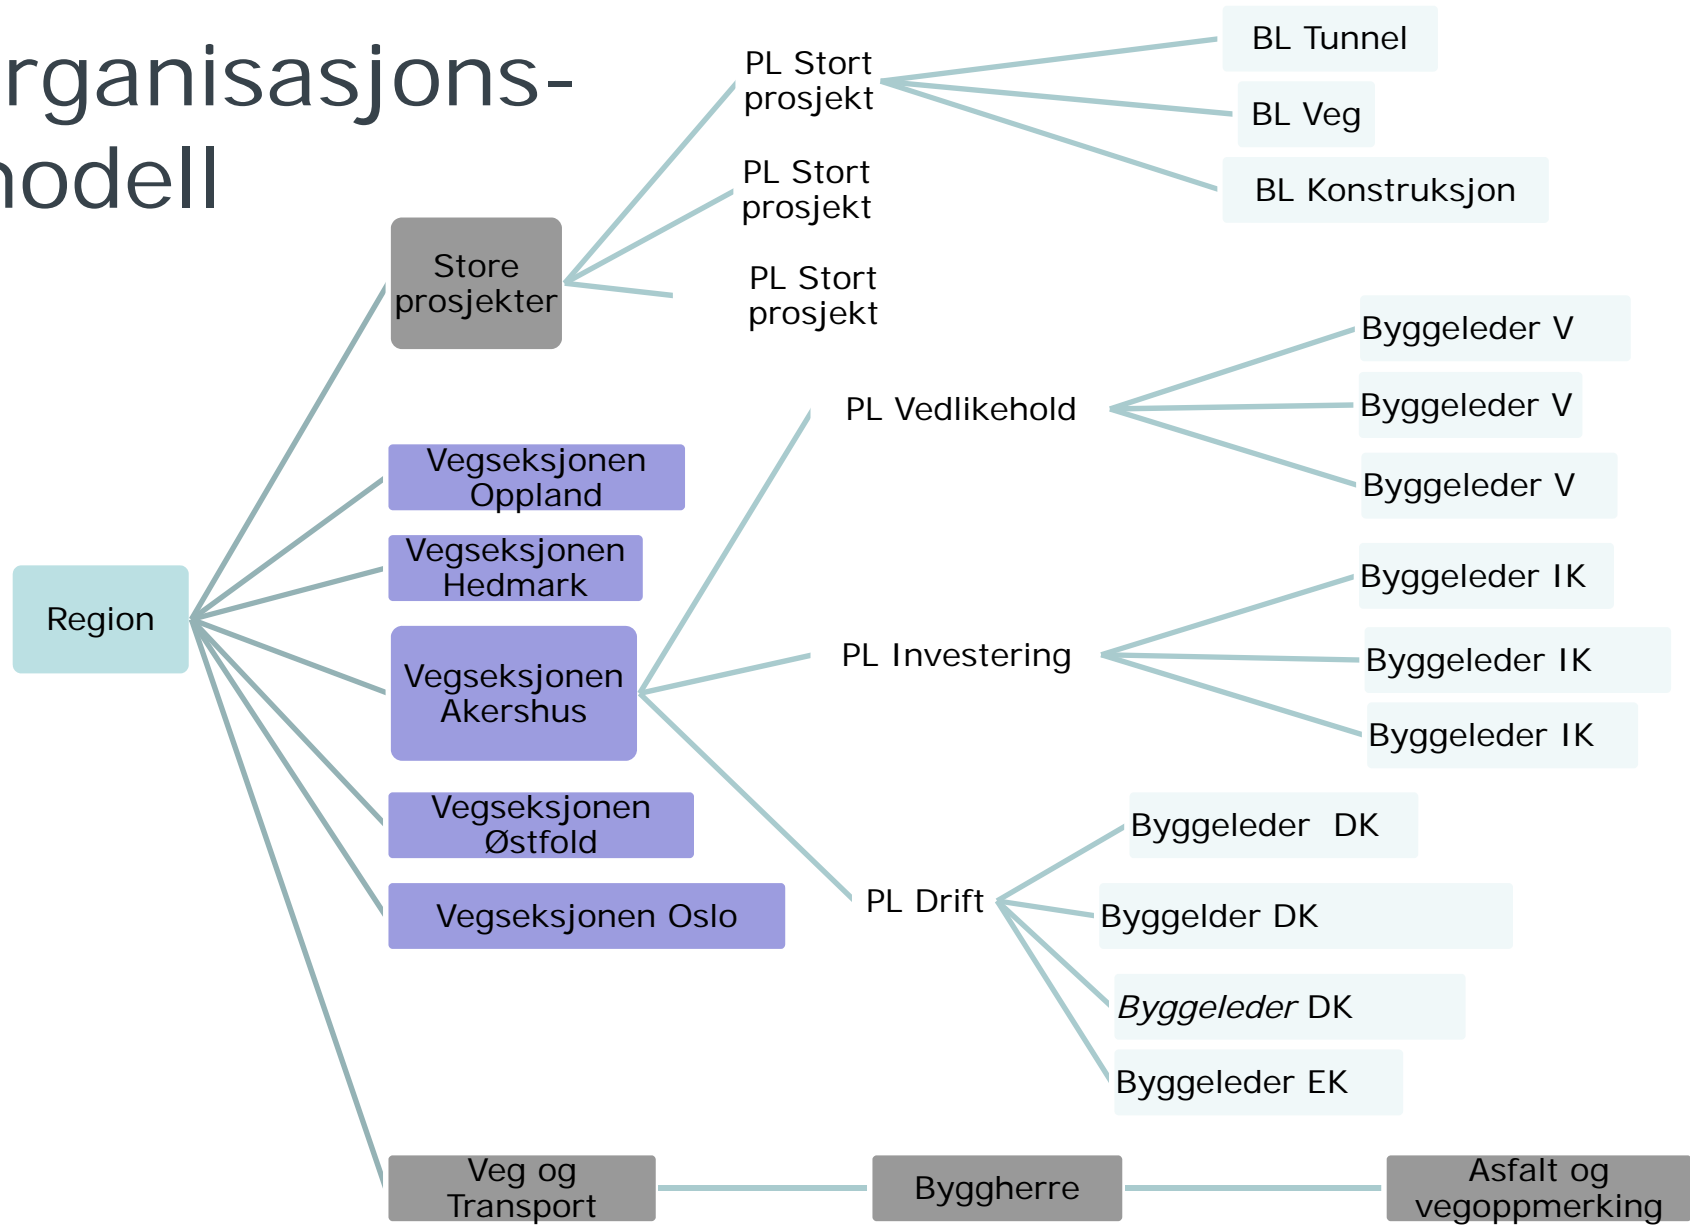 rganisasjons-
nodell
PL Stort
prosjekt
BL Tunnel
BL Veg
BL Konstruksjon
PL Stort
prosjekt
PL Stort
prosjekt
Store
prosjekter
Region
Vegseksjonen
Oppland
Vegseksjonen
Hedmark
Vegseksjonen
Akershus
Vegseksjonen
Østfold
Vegseksjonen Oslo
PL Vedlikehold
Byggeleder V
Byggeleder V
Byggeleder V
PL Investering
Byggeleder IK
Byggeleder IK
Byggeleder IK
PL Drift
Byggeleder  DK
Byggelder DK
Byggeleder DK
Byggeleder EK
Veg og
Transport
Byggherre
Asfalt og
vegoppmerking